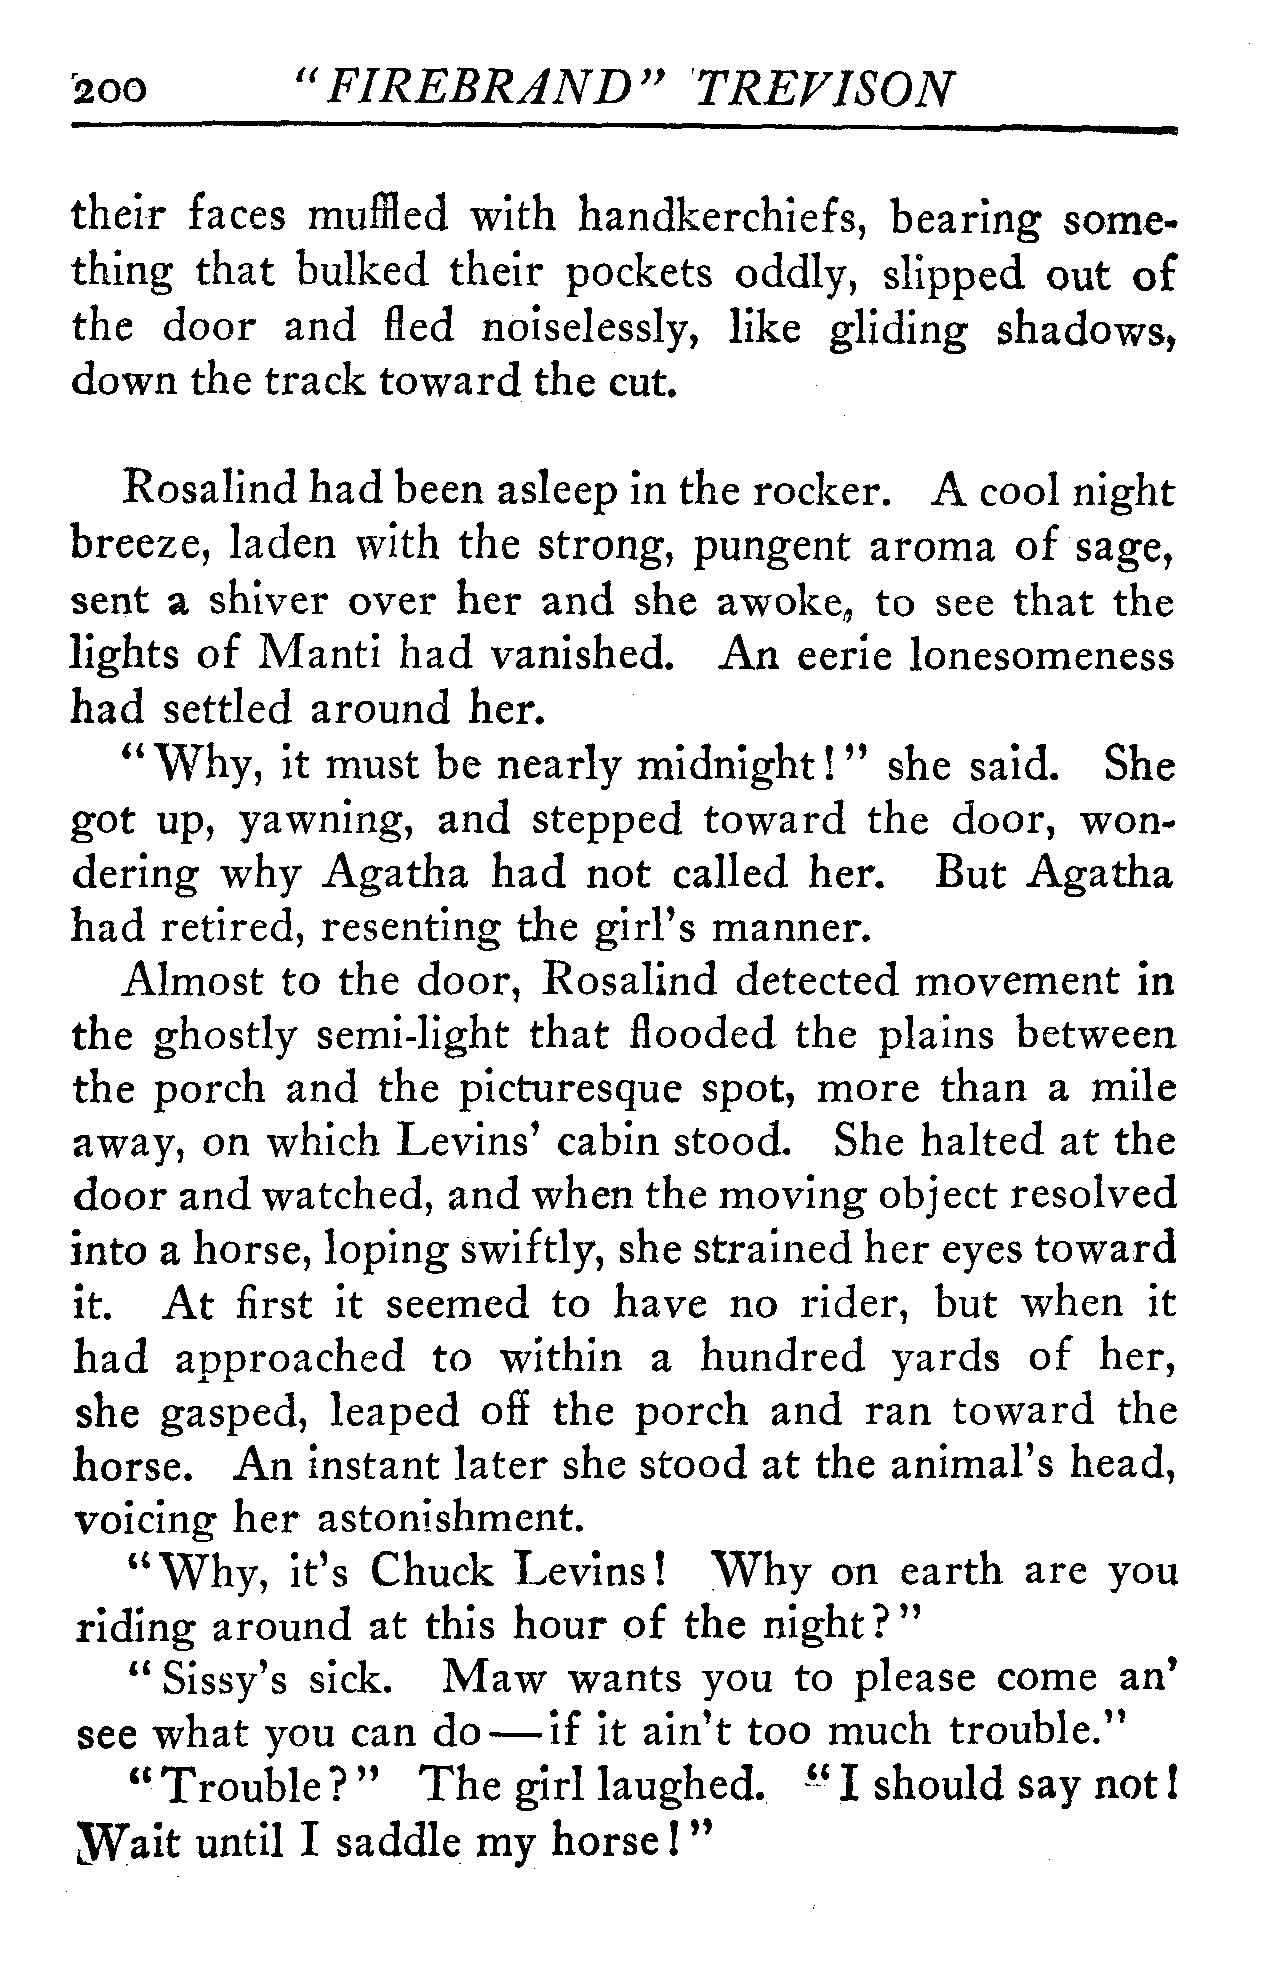 200 "FIREBRAND" TREVISON
their faces muffled with handkerchiefs, bearing some-
thing that bulked their pockets oddly, slipped out of
the door and fled noiselessly, like gliding shadows,
down the track toward the cut.
Rosalind had been asleep in the rocker. A cool night
breeze, laden with the strong, pungent aroma of sage,
sent a shiver over her and she awoke, to see that the
lights of Manti had vanished. An eerie lonesomeness
had settled around her.
"Why, it must be nearly midnight!" she said. She
got up, yawning, and stepped toward the door, won-
dering why Agatha had not called her. But Agatha
had retired, resenting the girl's manner.
Almost to the door, Rosalind detected movement in
the ghostly semi-light that flooded the plains between
the porch and the picturesque spot, more than a mile
away, on which Levins' cabin stood. She halted at the
door and watched, and when the moving object resolved
into a horse, loping swiftly, she strained her eyes toward
it. At first it seemed to have no rider, but when it
had approached to within a hundred yards of her,
she gasped, leaped off the porch and ran toward the
horse. An instant later she stood at the animal's head,
voicing her astonishment.
"Why, it's Chuck Levins! Why on earth are you
riding around at this hour of the night?"
"Sissy's sick. Maw wants you to please come an'
see what you can do—if it ain't too much trouble."
"Trouble?" The girl laughed. "I should say not!
Wait until I saddle my horse!"